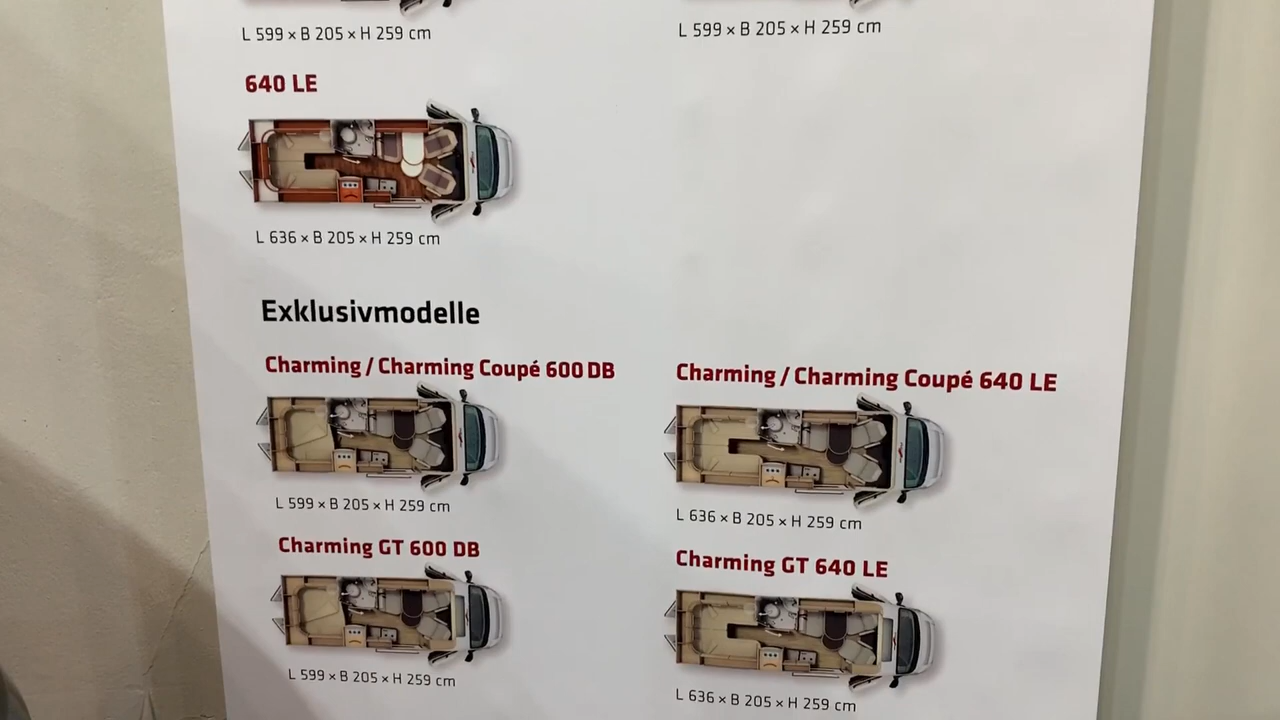 L 599 × B 205 × H 259 cm
L 599 × B 205 × H 259 cm
640 LE
L 636 × B 205 × H 259 cm
Exklusivmodelle
Charming / Charming Coupé 600 DB
Charming / Charming Coupé 640 LE
L 599 × B 205 × H 259 cm
L 636 × B 205 × H 259 cm
Charming GT 600 DB
Charming GT 640 LE
L 599 × B 205 × H 259 cm
L 636 × B 205 × H 259 cm